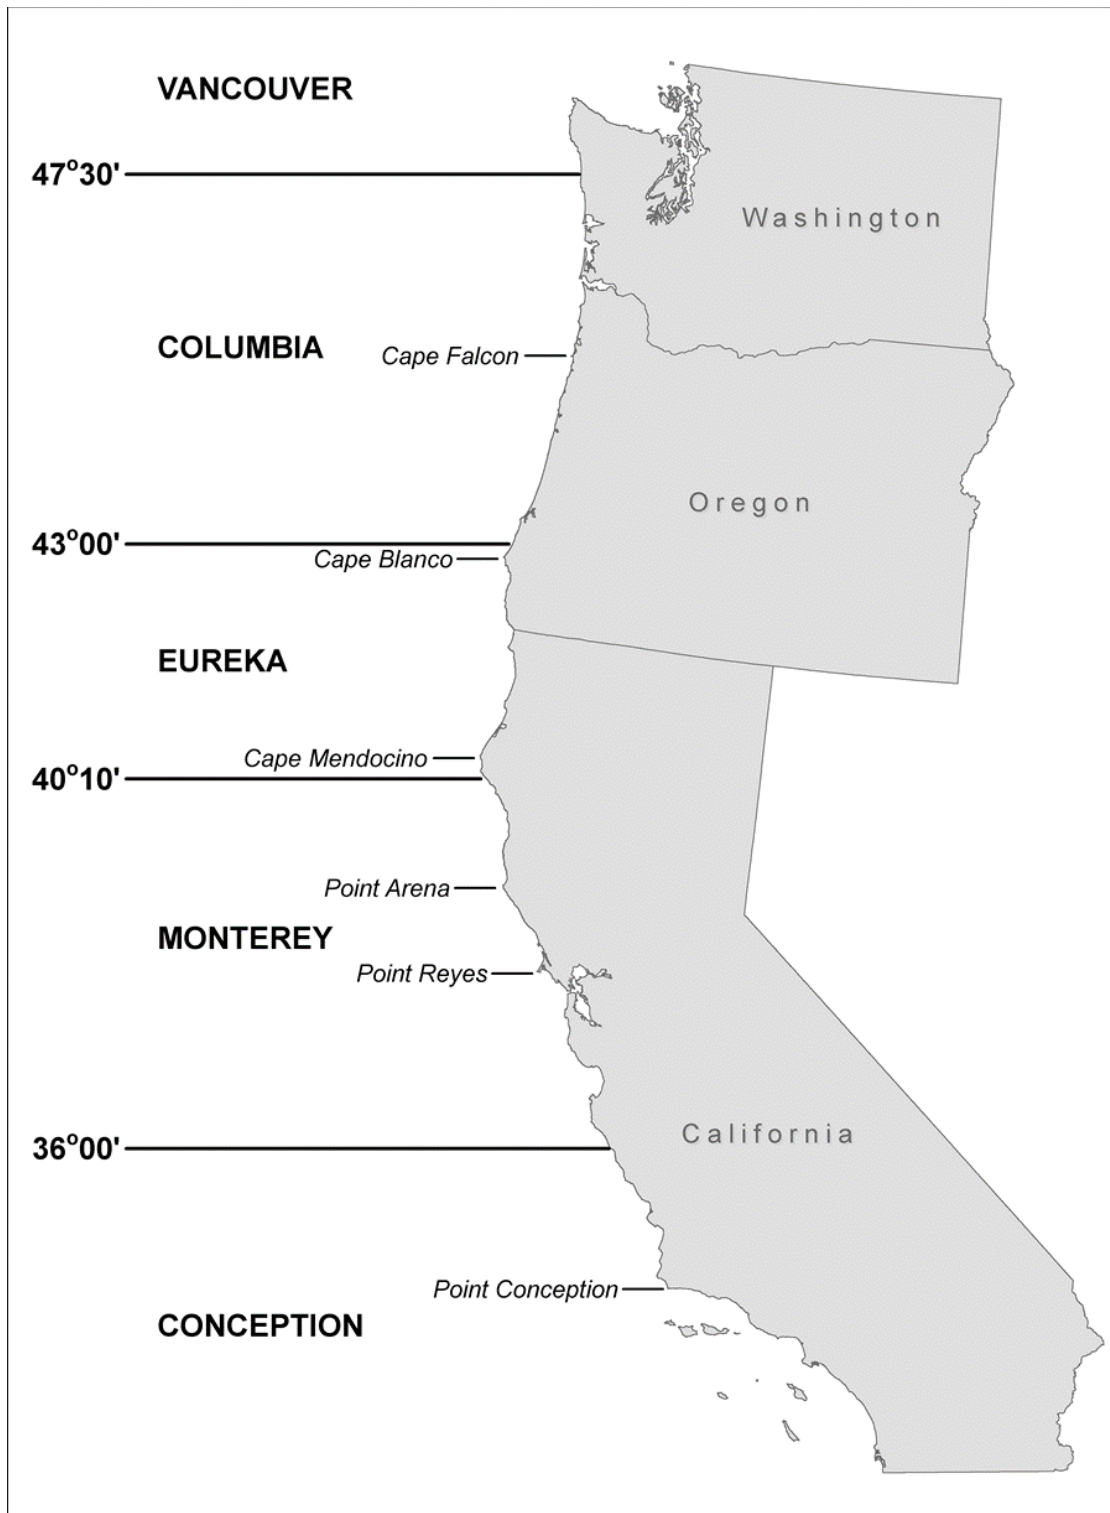 VANCOUVER
47°30'
Washington
COLUMBIA
Cape Falcon
Oregon
43°00'
Cape Blanco
EUREKA
Cape Mendocino
40°10'
Point Arena
MONTEREY
Point Reyes
California
36°00'
Point Conception
CONCEPTION